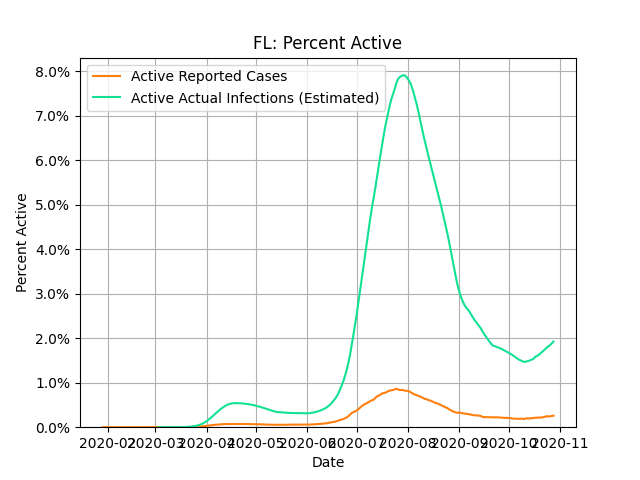 FL: Percent Active
Active Reported Cases
Active Actual Infections (Estimated)
8.0%
7.0%
6.0%
5.0%
4.0%
3.0%
2.0%
1.0%
0.0%
Percent Active
2020-02 2020-03 2020-04 2020-05 2020-06 2020-07 2020-08 2020-09 2020-10 2020-11
Date